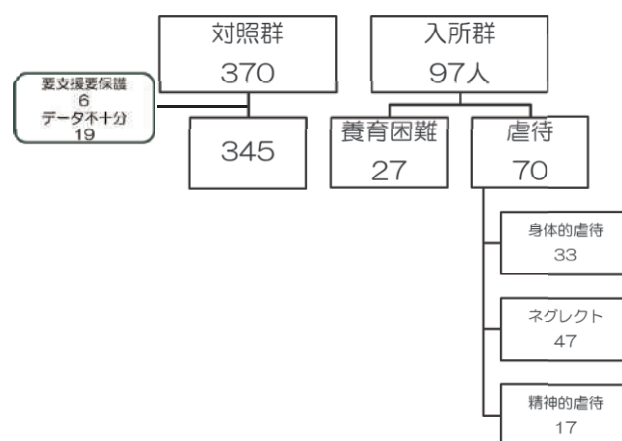 対照群
370
入所群
97人
要支援要保護
6
データ不十分
19
345
養育困難
27
虐待
70
身体的虐待
33
ネグレクト
47
精神的虐待
17